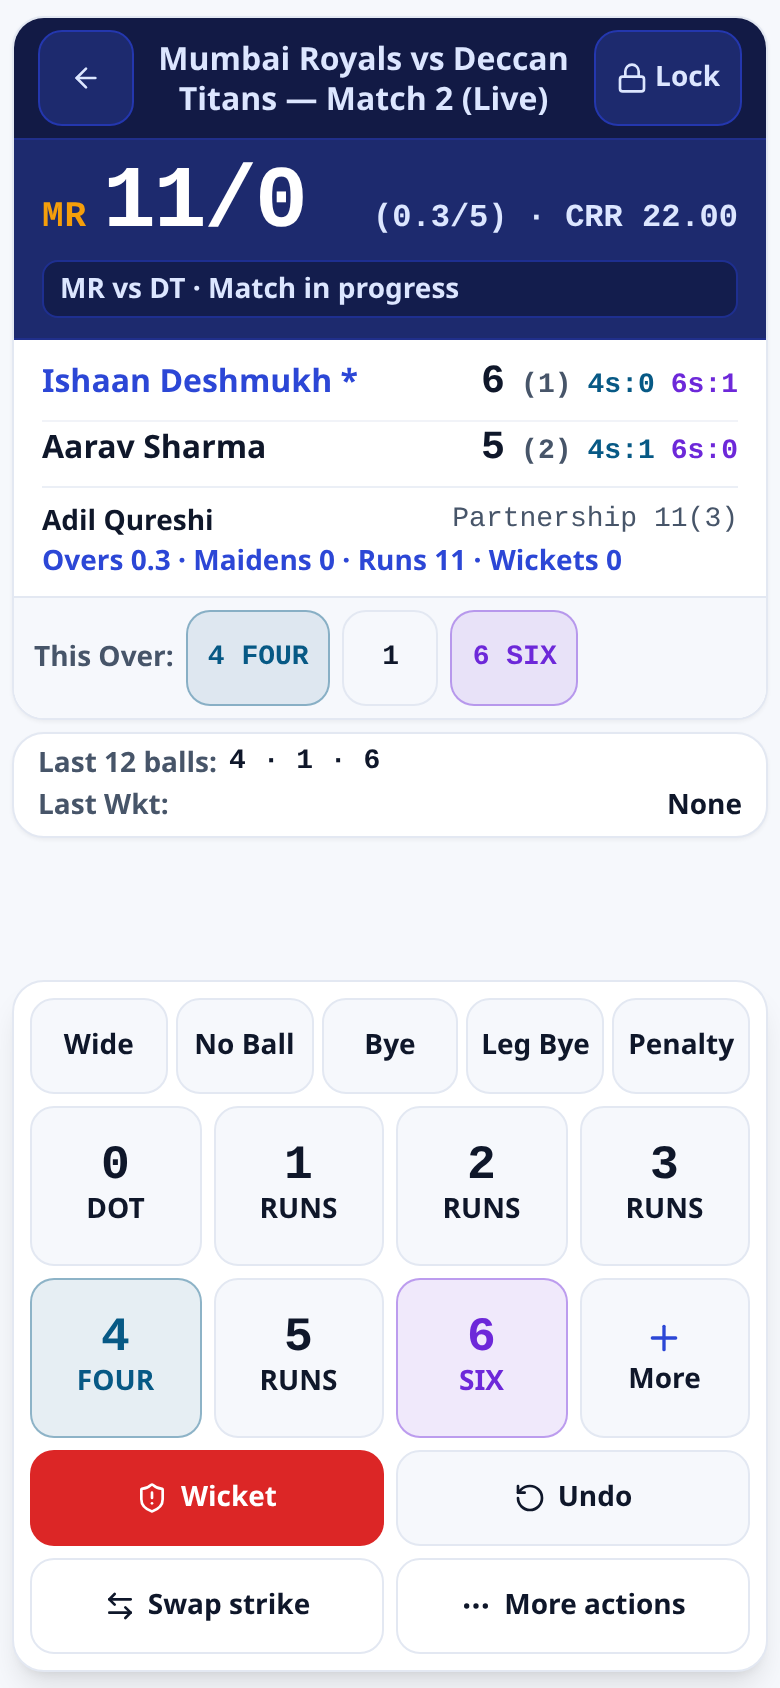 Mumbai Royals vs Deccan
Titans — Match 2 (Live)
Lock
MR 11/0 (0.3/5) · CRR 22.00
MR vs DT · Match in progress
Ishaan Deshmukh * 6 (1) 4s:0 6s:1
Aarav Sharma 5 (2) 4s:1 6s:0
Adil Qureshi Partnership 11(3)
Overs 0.3 · Maidens 0 · Runs 11 · Wickets 0
This Over: 4 FOUR 1 6 SIX
Last 12 balls: 4 · 1 · 6
Last Wkt: None
Wide No Ball Bye Leg Bye Penalty
0 1 2 3
DOT RUNS RUNS RUNS
4 5 6 +
FOUR RUNS SIX More
Wicket Undo
Swap strike ··· More actions